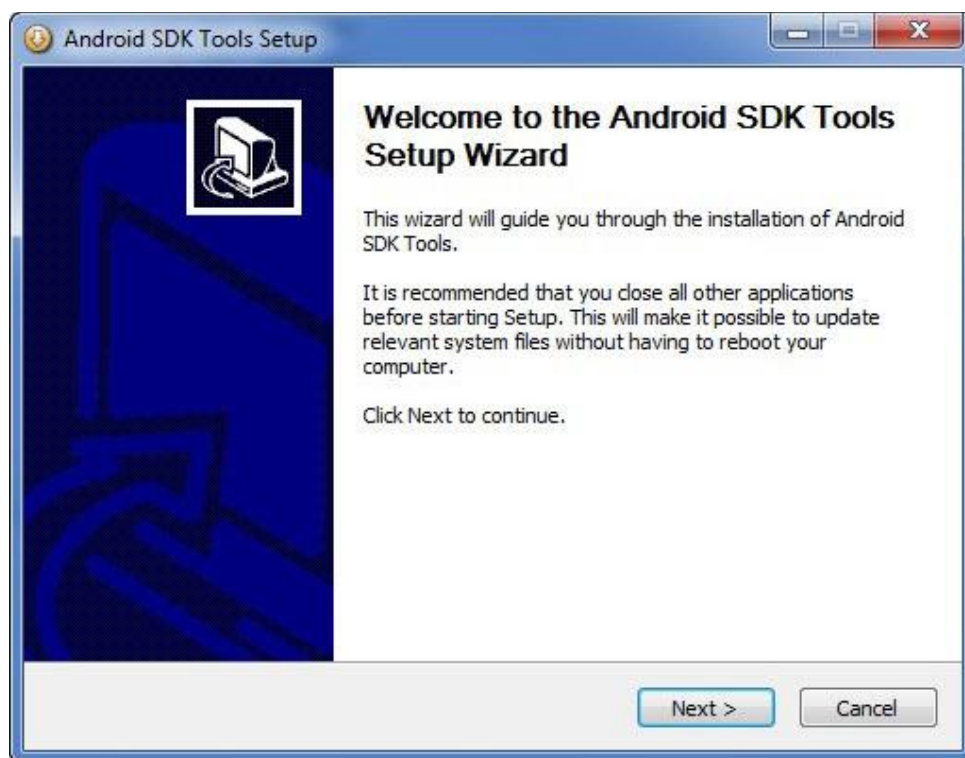 Android SDK Tools Setup
Welcome to the Android SDK Tools
Setup Wizard
This wizard will guide you through the installation of Android
SDK Tools.
It is recommended that you close all other applications
before starting Setup. This will make it possible to update
relevant system files without having to reboot your
computer.
Click Next to continue.
Next >
Cancel